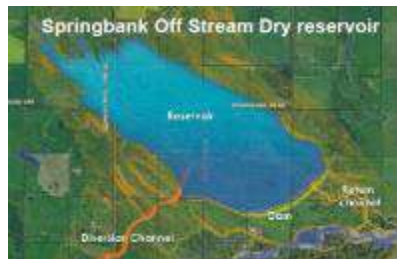 Springbank Off Stream Dry reservoir
Reservoir
Return
channel
Dam
Diversion Channel